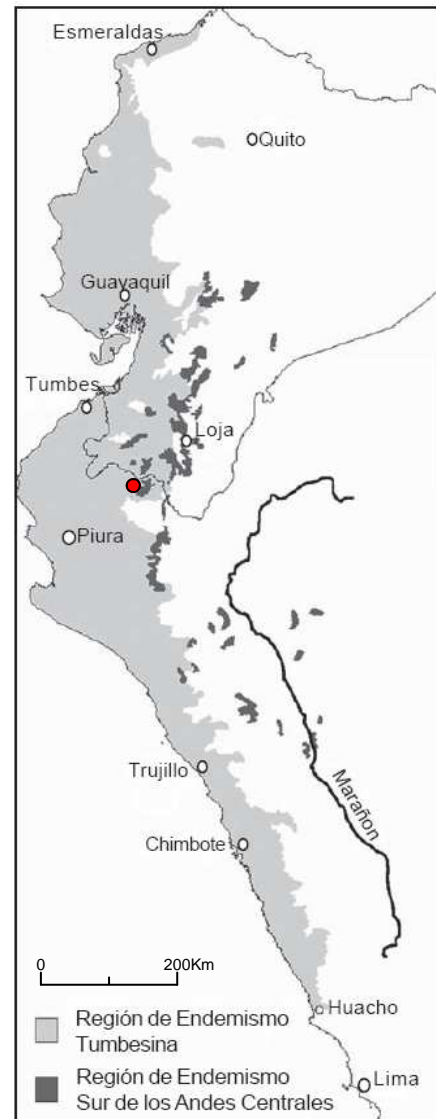 Esmeraldas
Quito
Guayaquil
Tumbes
Loja
Piura
Marañon
Trujillo
Chimbote
0 200Km
Huacho
Lima
Región de Endemismo
Tumbesina
Región de Endemismo
Sur de los Andes Centrales